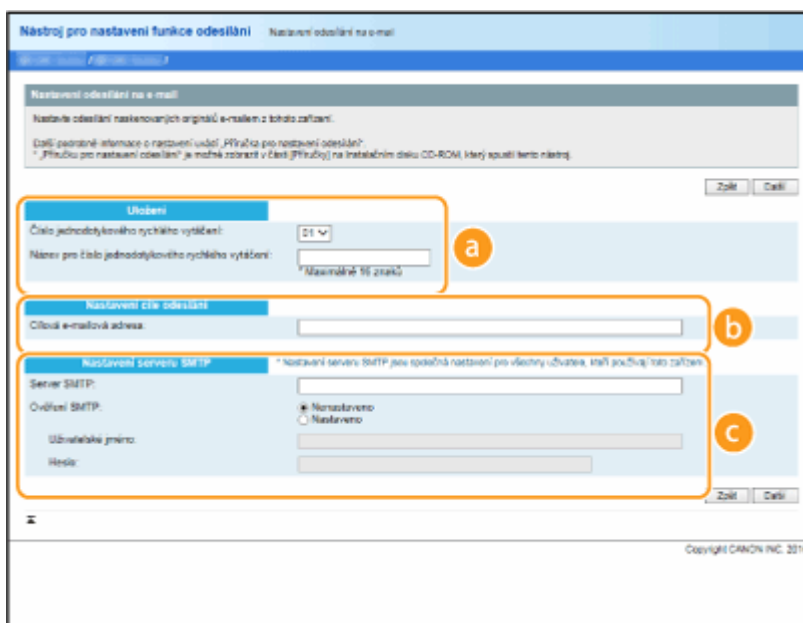 Nástroj pro nastavení funkce odesílání Nastavení odesílání na e-mail
Nastavení odesílání na e-mail
Nastavte odesílání naskenovaných originálů e-mailem z tohoto zařízení.
Další podrobné informace o nastavení uvádí „Příručka pro nastavení odesílání“.
* „Příručku pro nastavení odesílání“ je možné zobrazit v části [Příručky] na instalačním disku CD-ROM, který spustí tento nástroj.
Zpět Další
Uložení
Číslo jednodotykového rychlého vytáčení: 01
Název pro číslo jednodotykového rychlého vytáčení:
* Maximálně 16 znaků
a
Nastavení cíle odesílání
Cílová e-mailová adresa:
b
Nastavení serveru SMTP * Nastavení serveru SMTP jsou společná nastavení pro všechny uživatele, kteří používají toto zařízení
Server SMTP:
Ověření SMTP: Nenastaveno
Nastaveno
Uživatelské jméno:
Heslo:
c
Zpět Další
Copyright CANON INC. 201